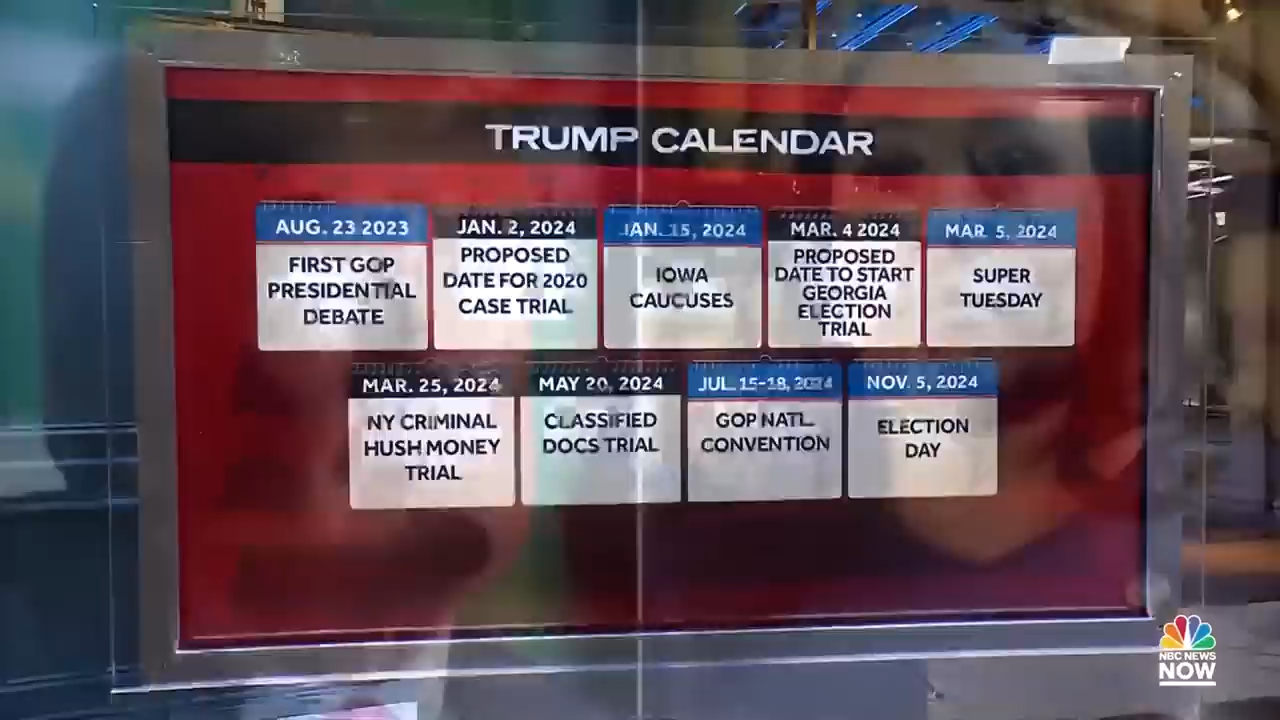 TRUMP CALENDAR
AUG. 23 2023
FIRST GOP
PRESIDENTIAL
DEBATE
JAN. 2, 2024
PROPOSED
DATE FOR 2020
CASE TRIAL
JAN. 15, 2024
IOWA
CAUCUSES
MAR. 4 2024
PROPOSED
DATE TO START
GEORGIA
ELECTION
TRIAL
MAR. 5, 2024
SUPER
TUESDAY
MAR. 25, 2024
NY CRIMINAL
HUSH MONEY
TRIAL
MAY 20, 2024
CLASSIFIED
DOCS TRIAL
JUL. 15-18, 2024
GOP NATL.
CONVENTION
NOV. 5, 2024
ELECTION
DAY
NBC NEWS
NOW